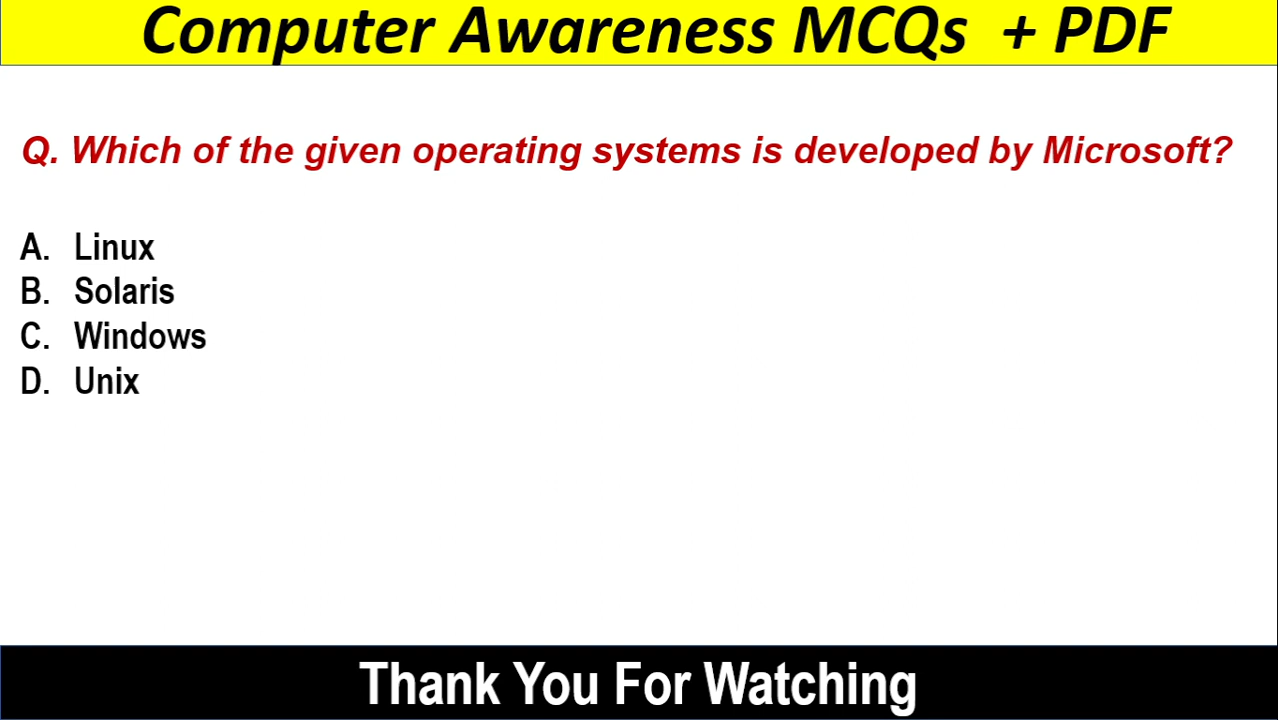 Computer Awareness MCQs + PDF
Q. Which of the given operating systems is developed by Microsoft?
A. Linux
B. Solaris
C. Windows
D. Unix
Thank You For Watching